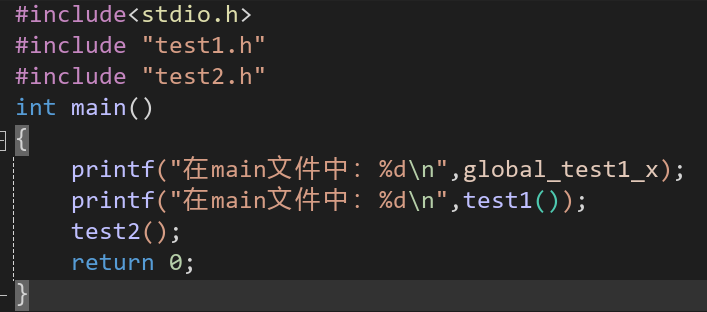 #include<stdio.h>
#include "test1.h"
#include "test2.h"
int main()
{
printf("在main文件中：%d\n",global_test1_x);
printf("在main文件中：%d\n",test1());
test2();
return 0;
}